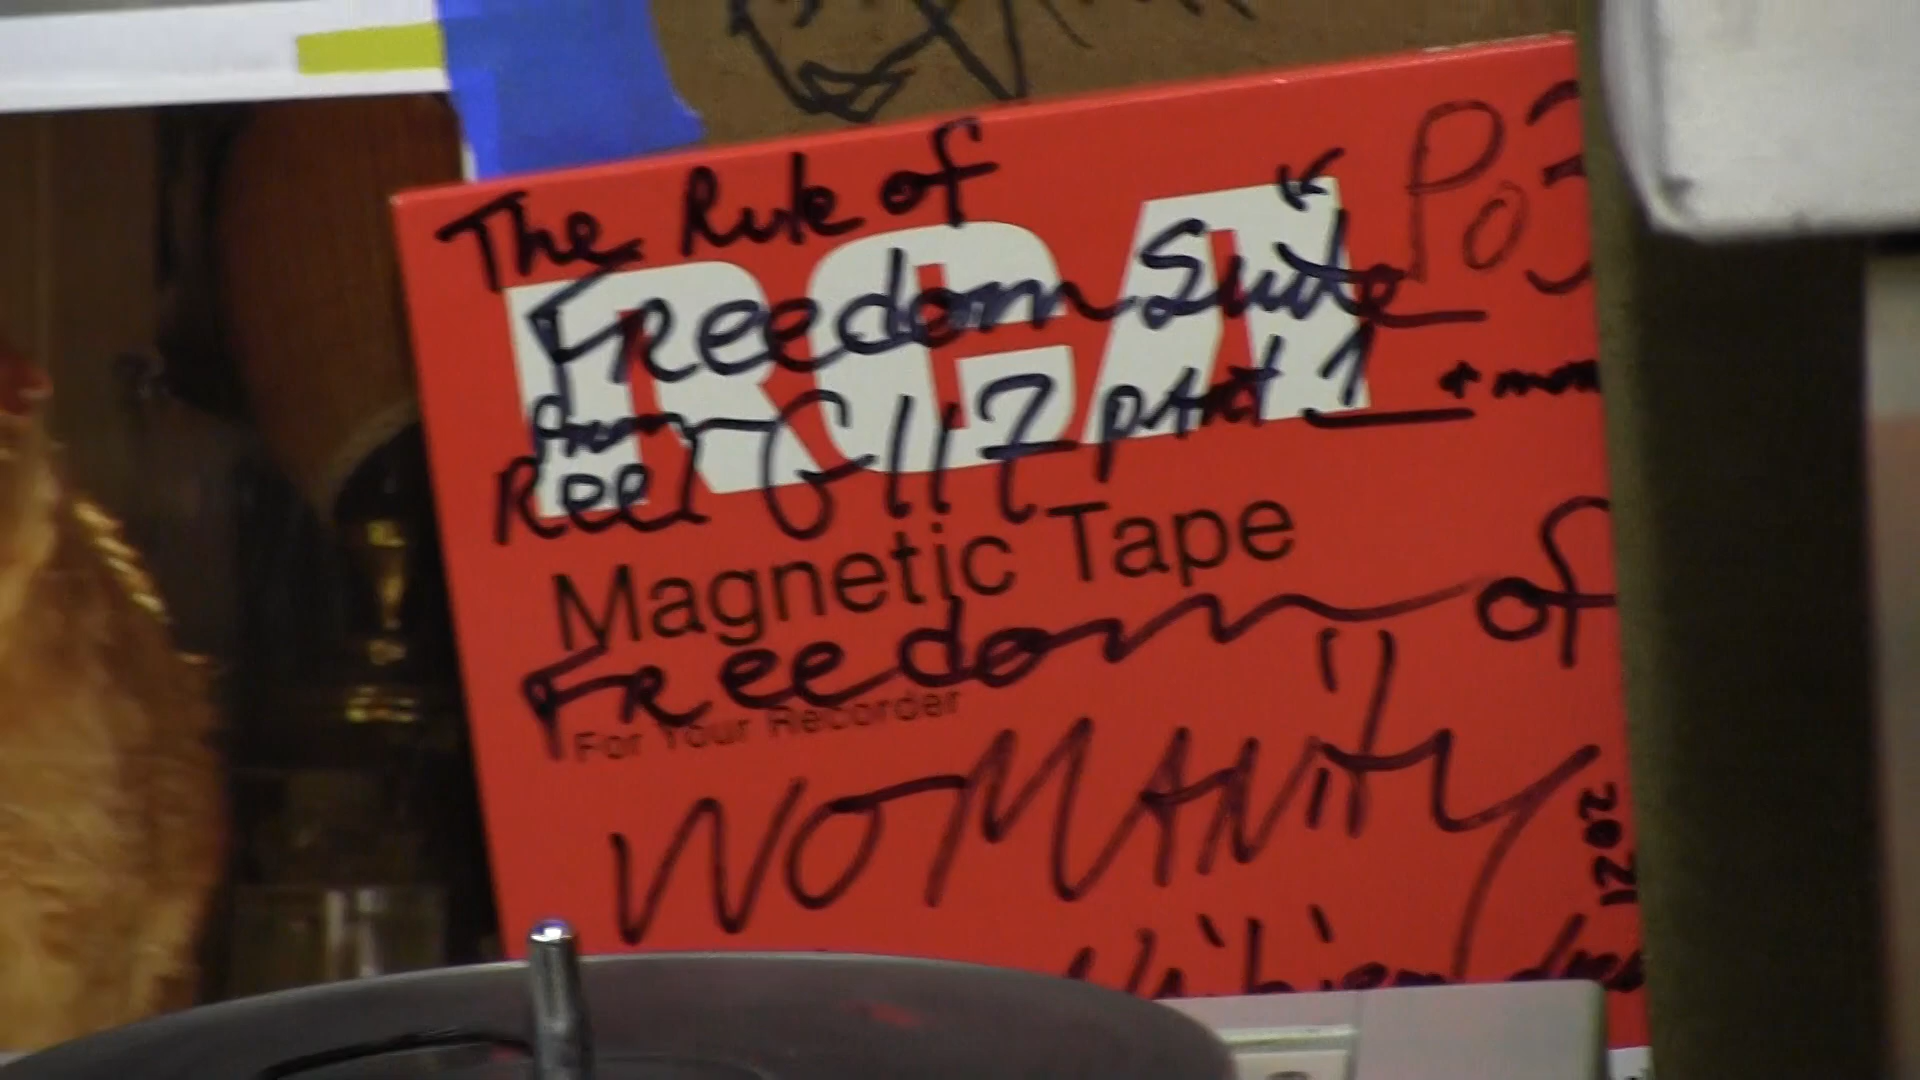 The Rule of
RCA
Freedom Suite
from
Reel G117 part 1 + more
Magnetic Tape
Freedom of
For Your Recorder
WOMANity
2021